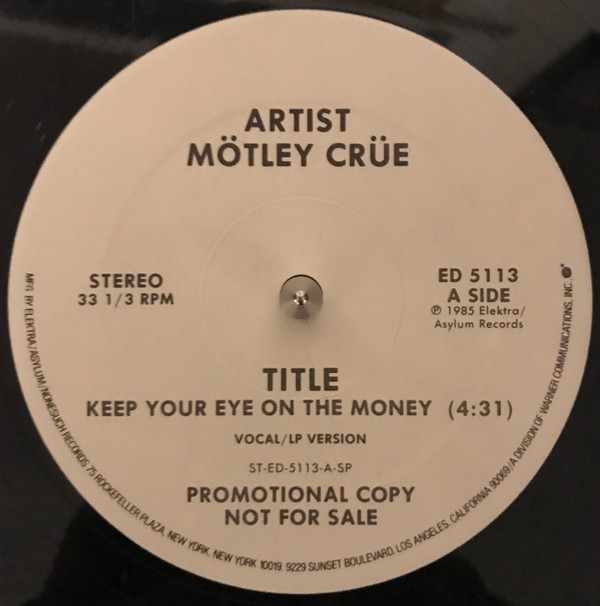 ARTIST
MÖTLEY CRÜE
STEREO
33 1/3 RPM
ED 5113
A SIDE
℗ 1985 Elektra/
Asylum Records
TITLE
KEEP YOUR EYE ON THE MONEY (4:31)
VOCAL/LP VERSION
ST-ED-5113-A-SP
PROMOTIONAL COPY
NOT FOR SALE
MFG. BY ELEKTRA/ASYLUM/NONESUCH RECORDS, 75 ROCKEFELLER PLAZA, NEW YORK, NEW YORK 10019. 9229 SUNSET BOULEVARD, LOS ANGELES, CALIFORNIA 90069/A DIVISION OF WARNER COMMUNICATIONS, INC.